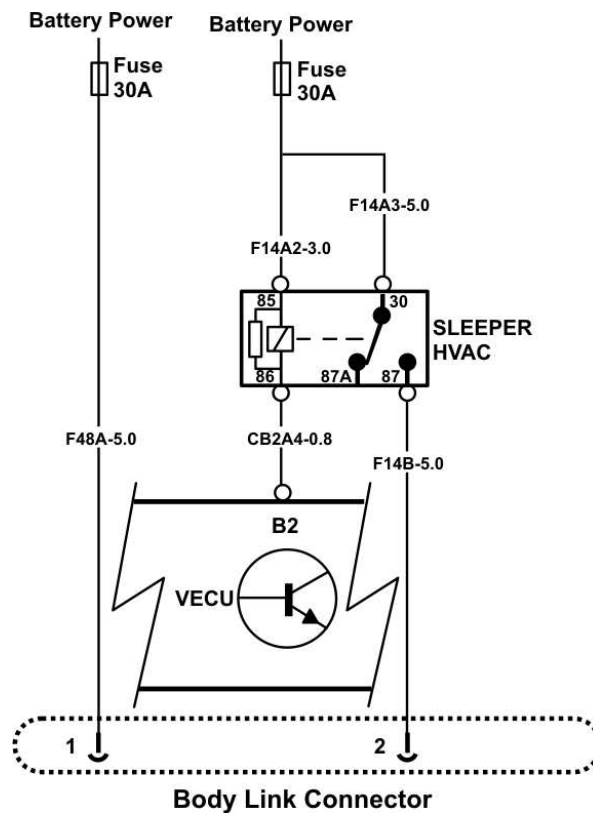 Battery Power
Battery Power
Fuse
30A
Fuse
30A
F14A3-5.0
F14A2-3.0
85
30
SLEEPER
HVAC
86
87A
87
F48A-5.0
CB2A4-0.8
F14B-5.0
B2
VECU
1
2
Body Link Connector